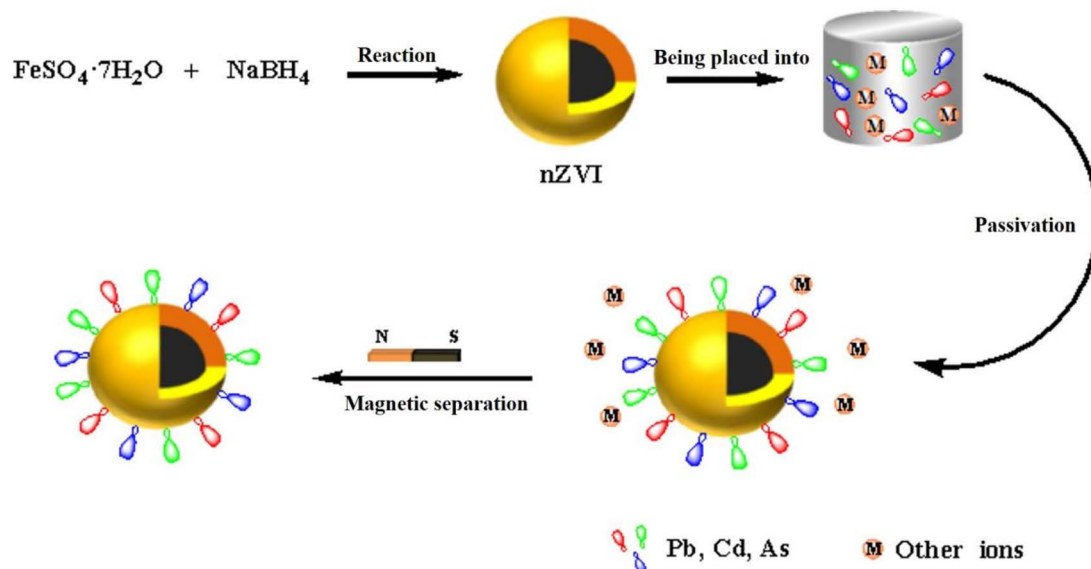 FeSO4·7H2O + NaBH4
Reaction
nZVI
Being placed into
M
M
M
M
Passivation
M
M
M
M
M
M
N S
Magnetic separation
Pb, Cd, As
M Other ions